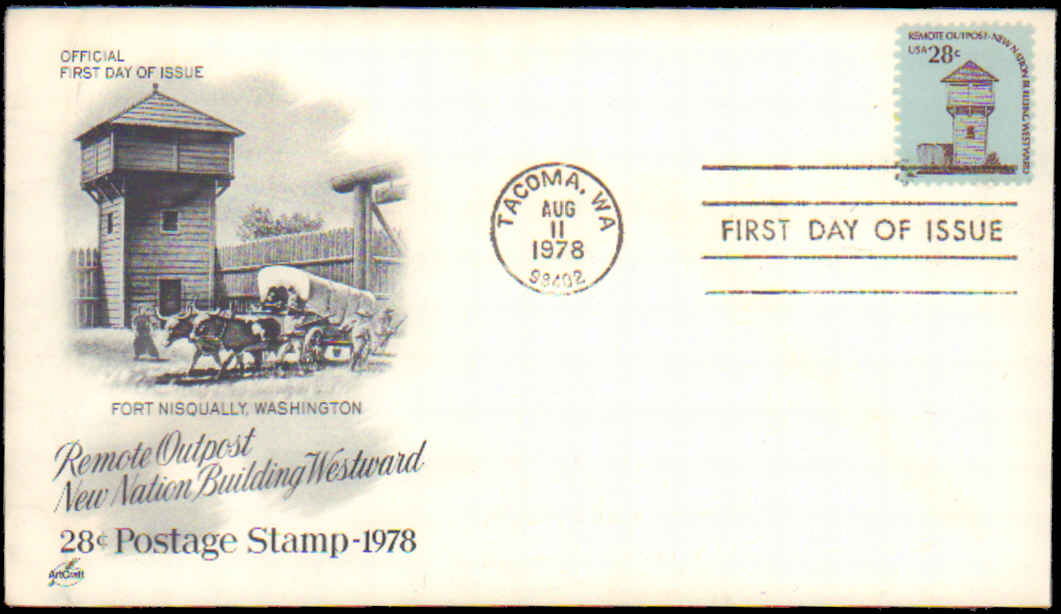 OFFICIAL
FIRST DAY OF ISSUE
REMOTE OUTPOST·NEW NATION BUILDING WESTWARD
USA 28c
TACOMA, WA
AUG
11
1978
98402
FIRST DAY OF ISSUE
FORT NISQUALLY, WASHINGTON
Remote Outpost
New Nation Building Westward
28¢ Postage Stamp-1978
ArtCraft